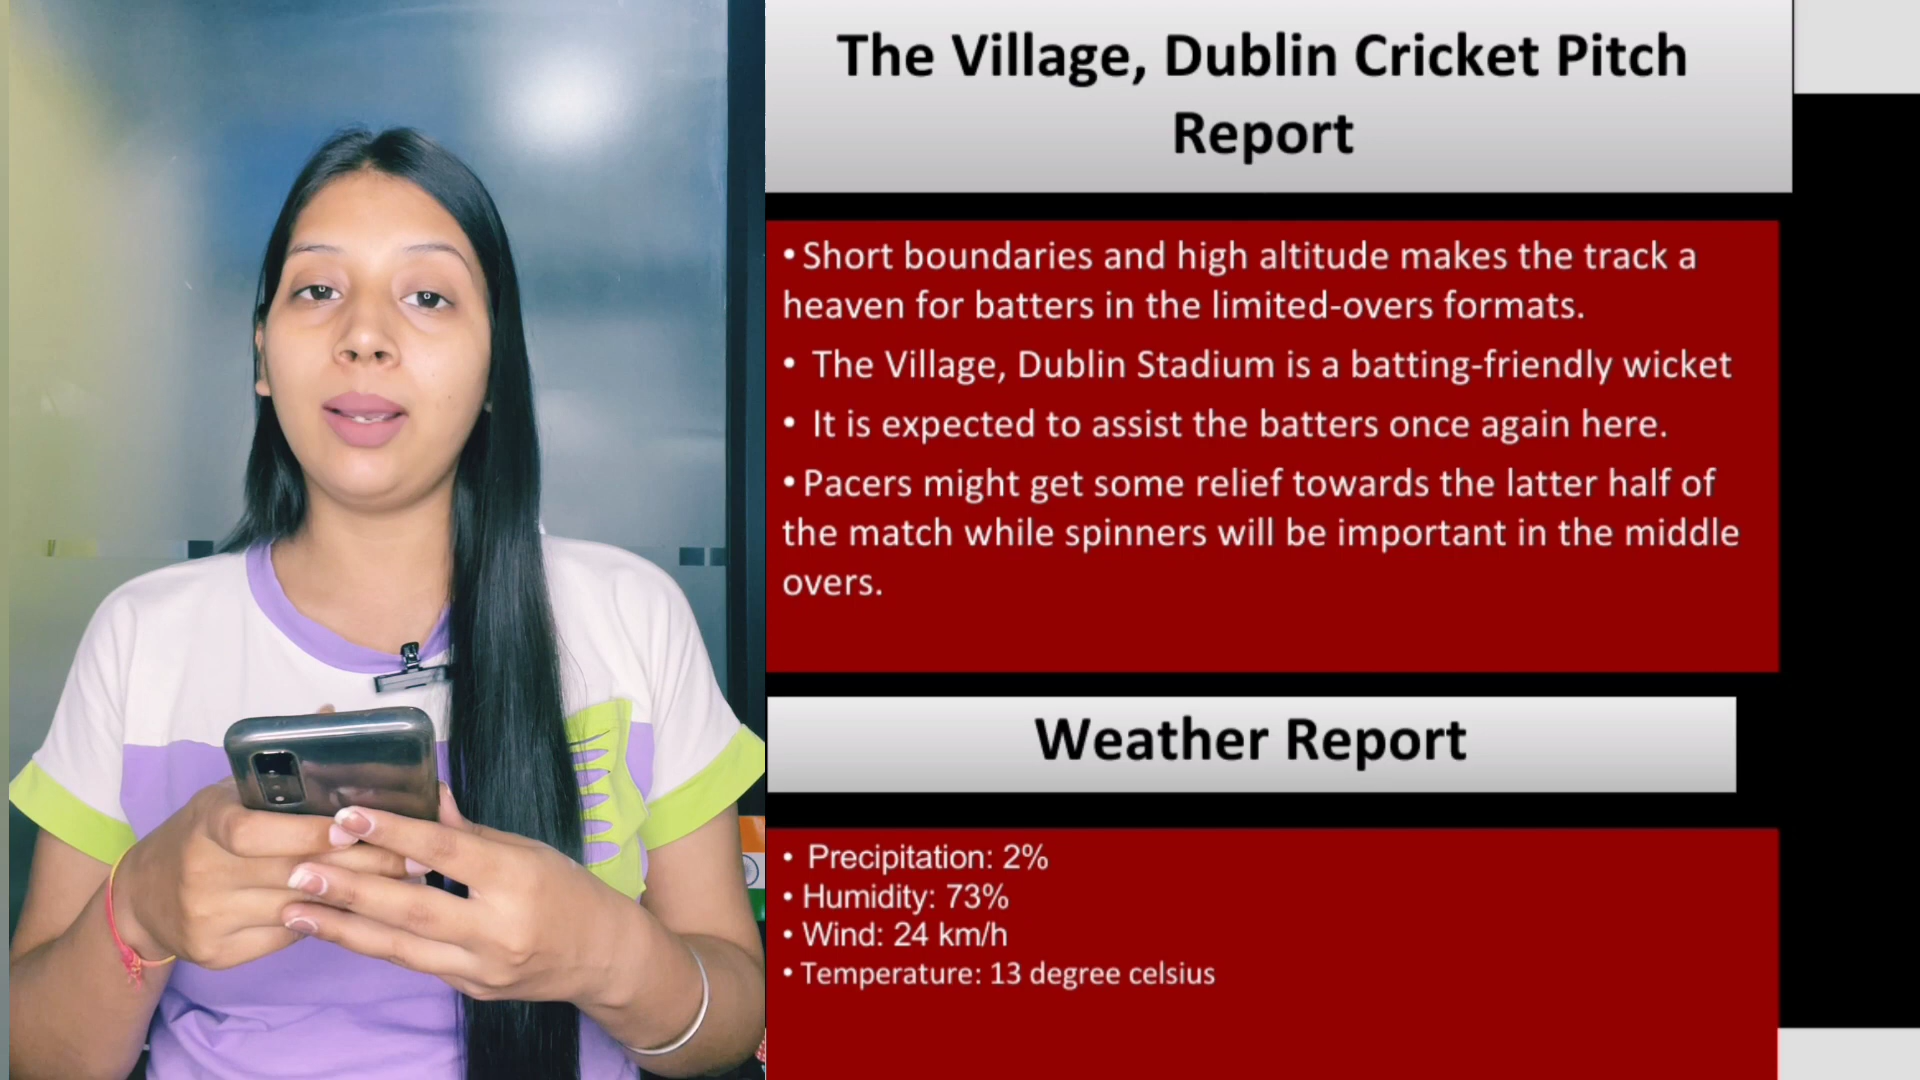 The Village, Dublin Cricket Pitch
Report
• Short boundaries and high altitude makes the track a
heaven for batters in the limited-overs formats.
• The Village, Dublin Stadium is a batting-friendly wicket
• It is expected to assist the batters once again here.
• Pacers might get some relief towards the latter half of
the match while spinners will be important in the middle
overs.
Weather Report
• Precipitation: 2%
• Humidity: 73%
• Wind: 24 km/h
• Temperature: 13 degree celsius